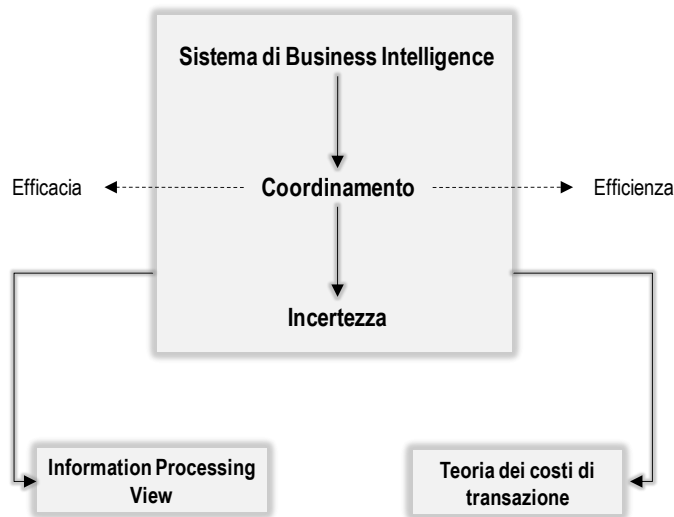 Sistema di Business Intelligence
Efficacia
Coordinamento
Efficienza
Incertezza
Information Processing
View
Teoria dei costi di
transazione